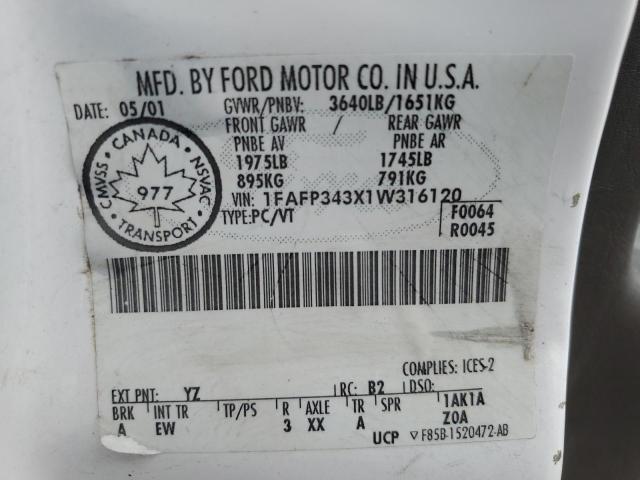 MFD. BY FORD MOTOR CO. IN U.S.A.
DATE: 05/01 GVWR/PNBV: 3640LB/1651KG
FRONT GAWR / REAR GAWR
PNBE AV PNBE AR
1975LB 1745LB
895KG 791KG
VIN: 1FAFP343X1W316120
TYPE: PC/VT F0064
R0045
CANADA
CMVSS NSVAC
977
TRANSPORT
COMPLIES: ICES-2
EXT PNT: YZ RC: B2 DSO:
BRK INT TR TP/PS R AXLE TR SPR 1AK1A
A EW 3 XX A Z0A
UCP ▽F85B-1520472-AB